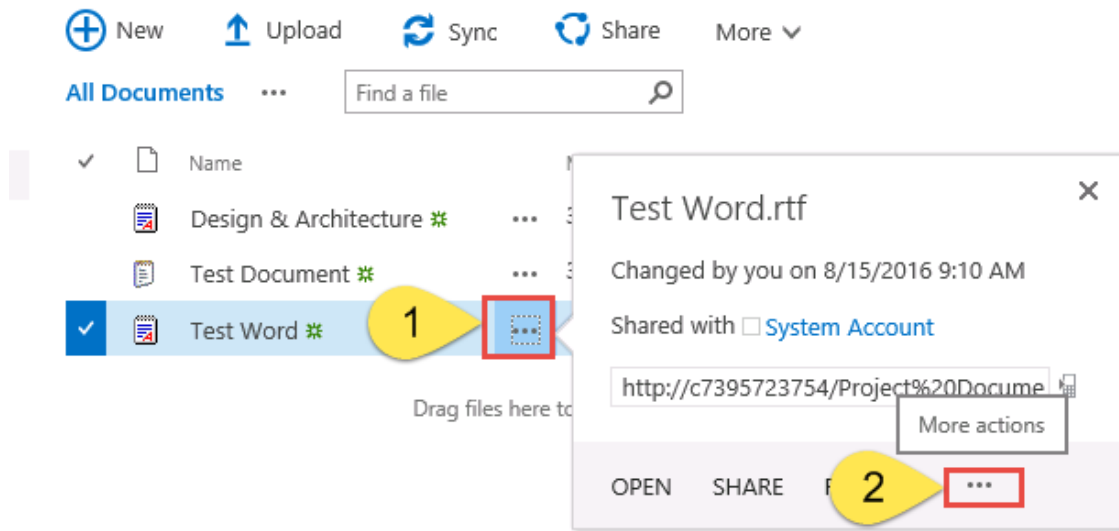 New Upload Sync Share More
All Documents ... Find a file
Name
Design & Architecture ...
Test Document ...
Test Word 1 ...
Drag files here to
Test Word.rtf
Changed by you on 8/15/2016 9:10 AM
Shared with System Account
http://c7395723754/Project%20Docume
More actions
OPEN SHARE F 2 ...